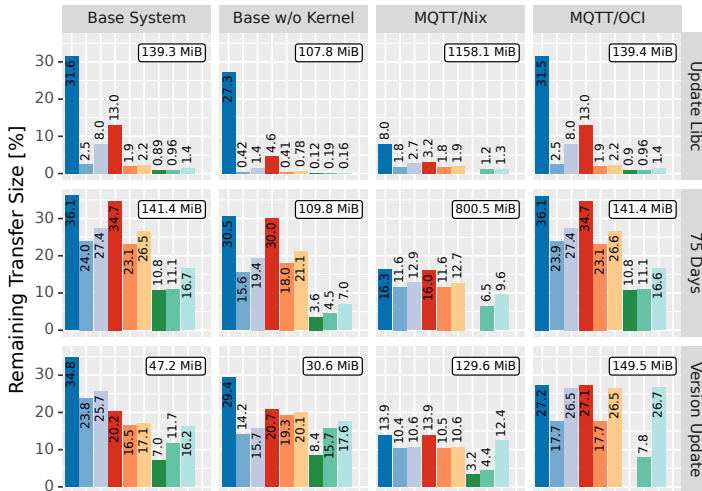 Base System Base w/o Kernel MQTT/Nix MQTT/OCI
Remaining Transfer Size [%]
30
20
10
0
139.3 MiB
31.6 2.5 8.0 13.0 1.9 2.2 0.89 0.96 1.4
107.8 MiB
27.3 0.42 1.4 4.6 0.41 0.78 0.12 0.19 0.16
1158.1 MiB
8.0 1.8 2.7 3.2 1.8 1.9 1.2 1.3
139.4 MiB
31.5 2.5 8.0 13.0 1.9 2.2 0.9 0.96 1.4
Update Libc
30
20
10
0
141.4 MiB
36.1 24.0 27.4 34.7 23.1 26.5 10.8 11.1 16.7
109.8 MiB
30.5 15.6 19.4 30.0 18.0 21.1 3.6 4.5 7.0
800.5 MiB
16.3 11.6 12.9 16.0 11.6 12.7 6.5 9.6
141.4 MiB
36.1 23.9 27.4 34.7 23.1 26.6 10.8 11.1 16.6
75 Days
30
20
10
0
47.2 MiB
34.8 23.8 25.7 20.2 16.5 17.1 7.0 11.7 16.2
30.6 MiB
29.4 14.2 15.7 20.7 19.3 20.1 8.4 15.7 17.6
129.6 MiB
13.9 10.4 10.6 13.9 10.5 10.6 3.2 4.4 12.4
149.5 MiB
27.2 17.7 26.5 27.1 17.7 26.5 7.8 26.7
Version Update